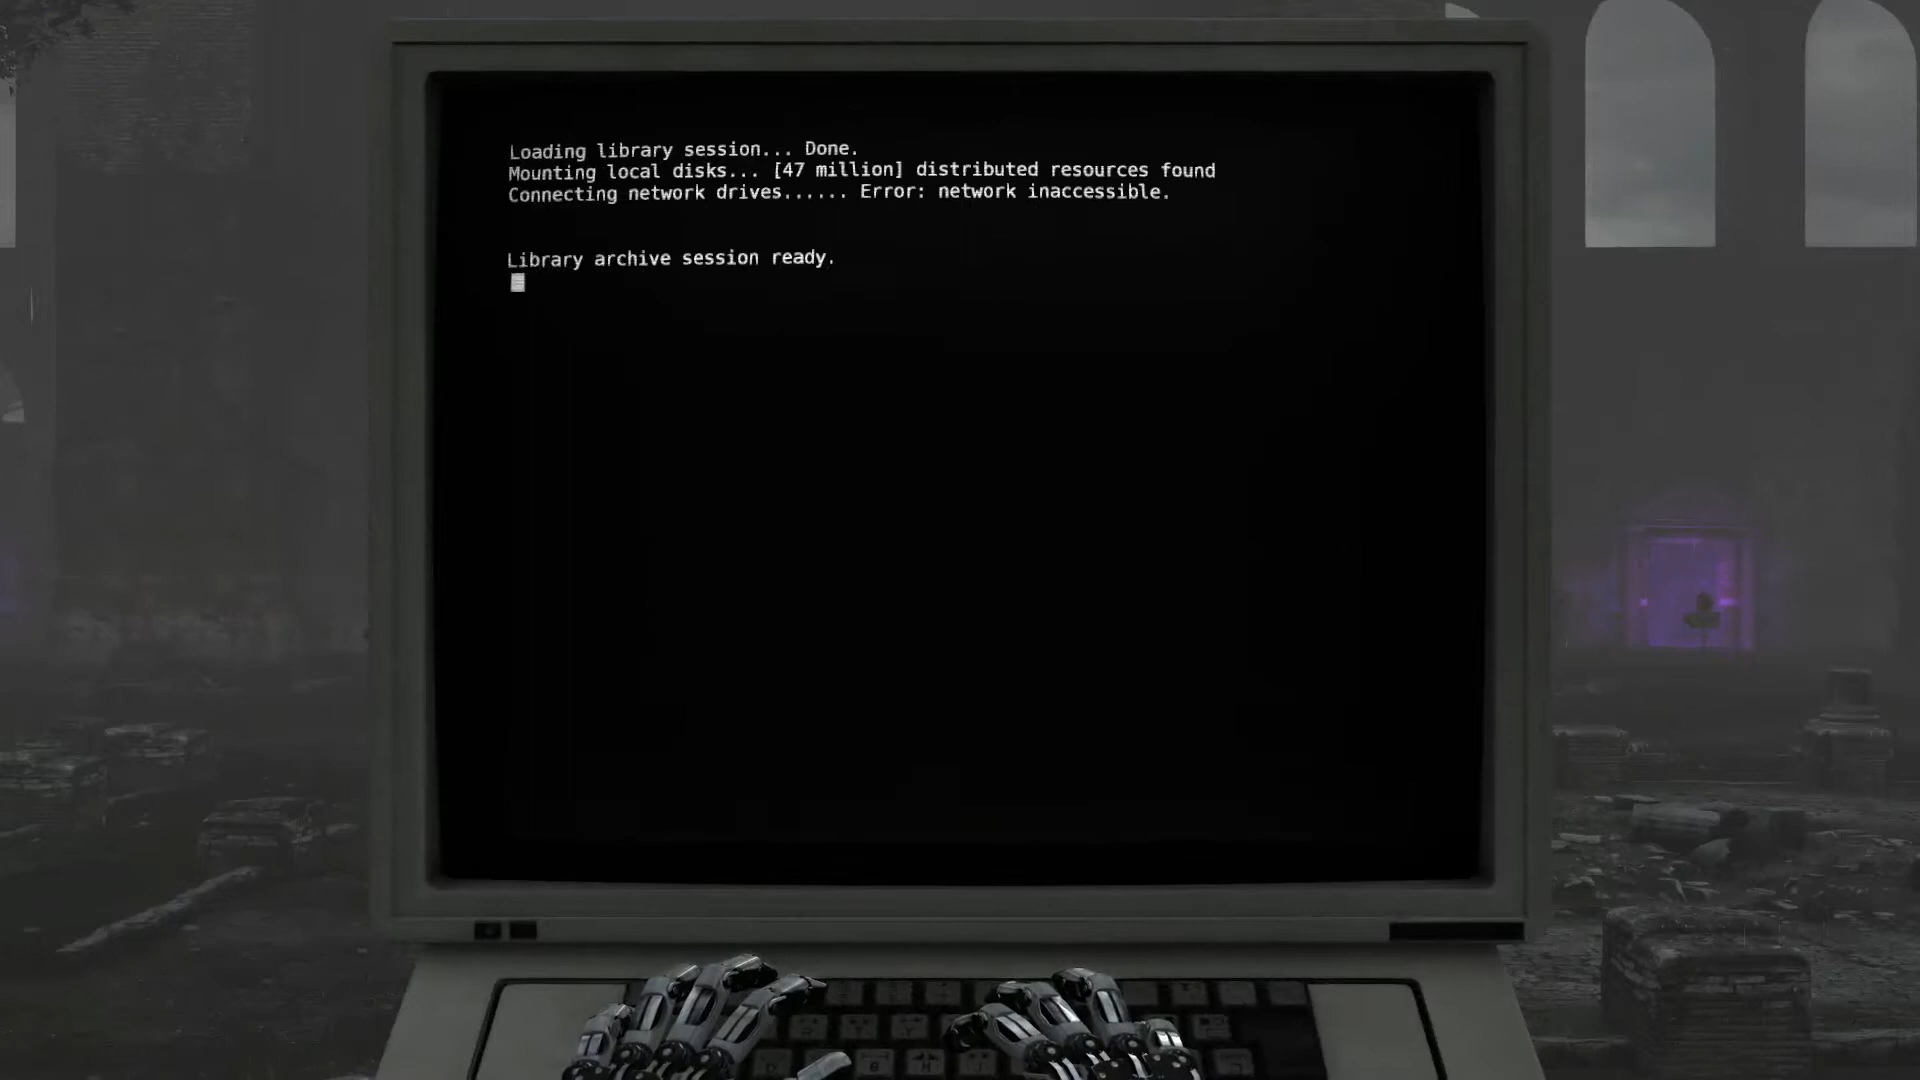 Loading library session... Done.
Mounting local disks... [47 million] distributed resources found
Connecting network drives...... Error: network inaccessible.
Library archive session ready.